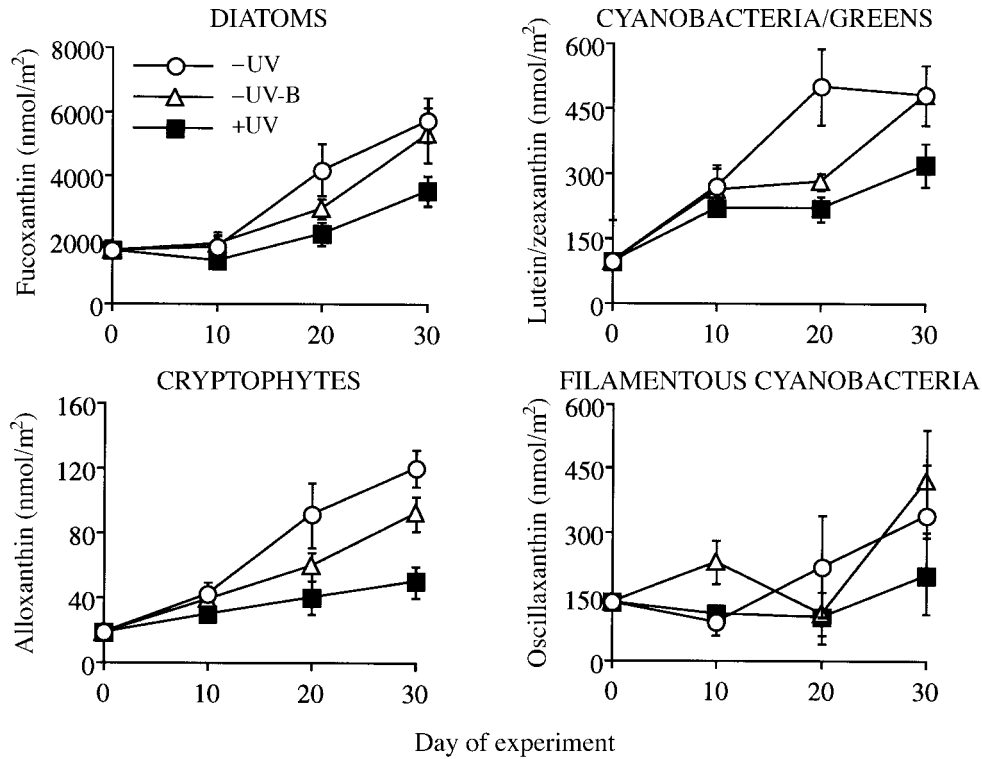 DIATOMS
Fucoxanthin (nmol/m²)
8000
6000
4000
2000
0
−UV
−UV-B
+UV
0 10 20 30
CYANOBACTERIA/GREENS
Lutein/zeaxanthin (nmol/m²)
600
450
300
150
0
0 10 20 30
CRYPTOPHYTES
Alloxanthin (nmol/m²)
160
120
80
40
0
0 10 20 30
FILAMENTOUS CYANOBACTERIA
Oscillaxanthin (nmol/m²)
600
450
300
150
0
0 10 20 30
Day of experiment